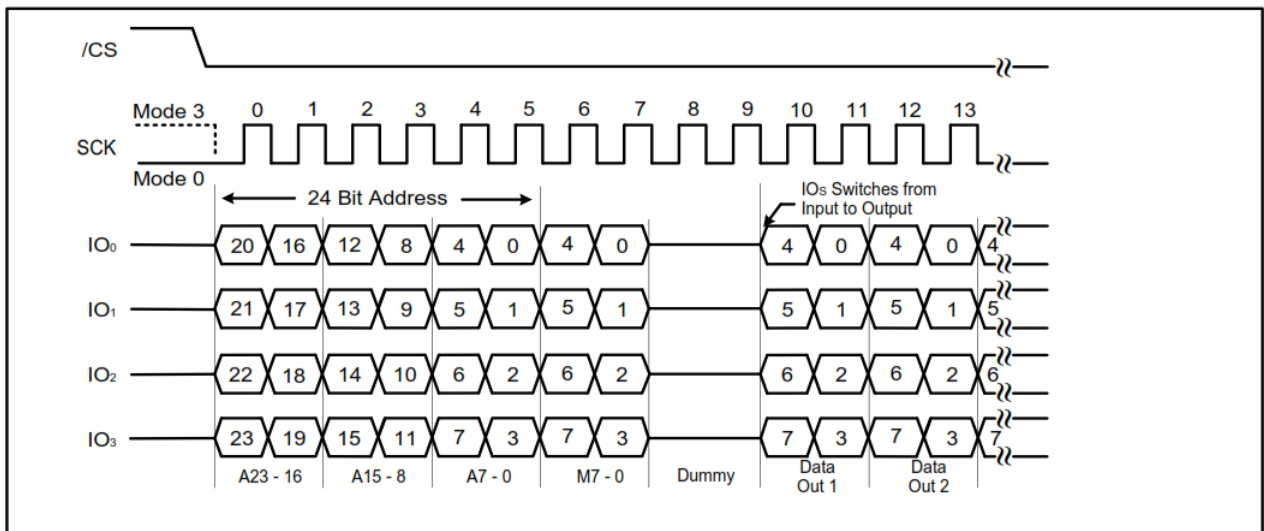 /CS
Mode 3 0 1 2 3 4 5 6 7 8 9 10 11 12 13
SCK
Mode 0
24 Bit Address
IOs Switches from
Input to Output
IO0 20 16 12 8 4 0 4 0 4 0 4 0 4
IO1 21 17 13 9 5 1 5 1 5 1 5 1 5
IO2 22 18 14 10 6 2 6 2 6 2 6 2 6
IO3 23 19 15 11 7 3 7 3 7 3 7 3 7
A23 - 16 A15 - 8 A7 - 0 M7 - 0 Dummy Data Out 1 Data Out 2